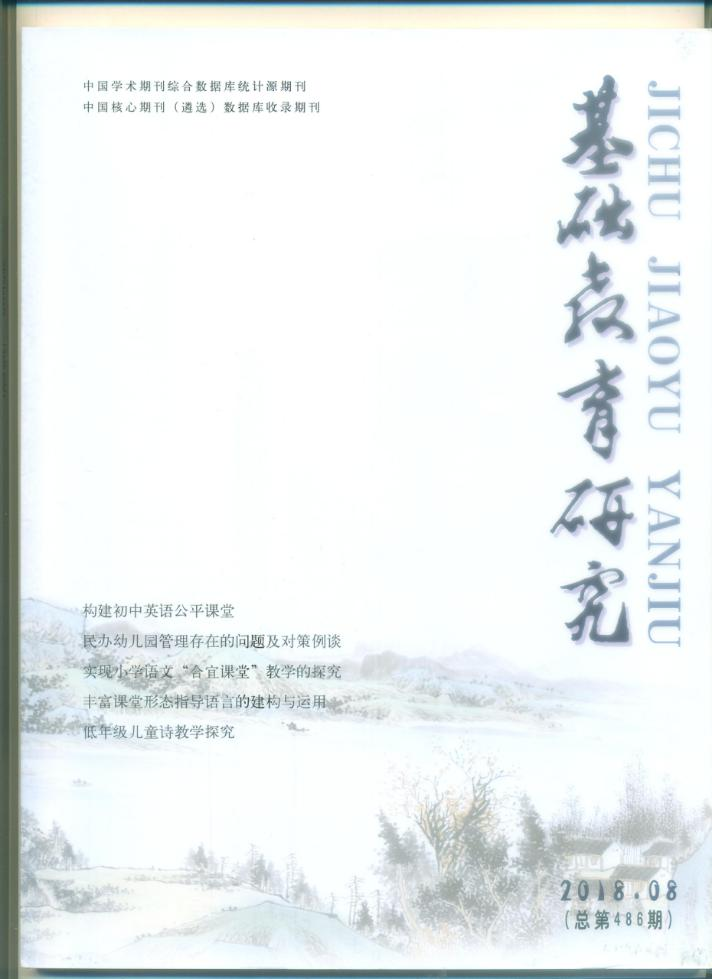 中国学术期刊综合数据库统计源期刊
中国核心期刊（遴选）数据库收录期刊
基础教育研究
JICHU JIAOYU YANJIU
构建初中英语公平课堂
民办幼儿园管理存在的问题及对策例谈
实现小学语文“合宜课堂”教学的探究
丰富课堂形态指导语言的建构与运用
低年级儿童诗教学探究
2018.08
（总第486期）